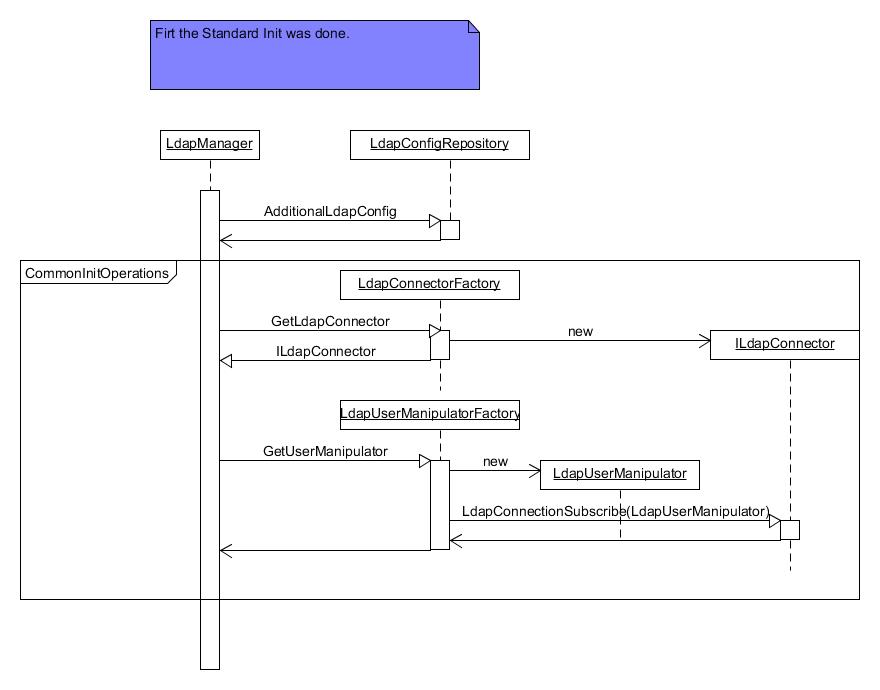 Firt the Standard Init was done.
LdapManager
LdapConfigRepository
AdditionalLdapConfig
CommonInitOperations
LdapConnectorFactory
GetLdapConnector
new
ILdapConnector
ILdapConnector
LdapUserManipulatorFactory
GetUserManipulator
new
LdapUserManipulator
LdapConnectionSubscribe(LdapUserManipulator)